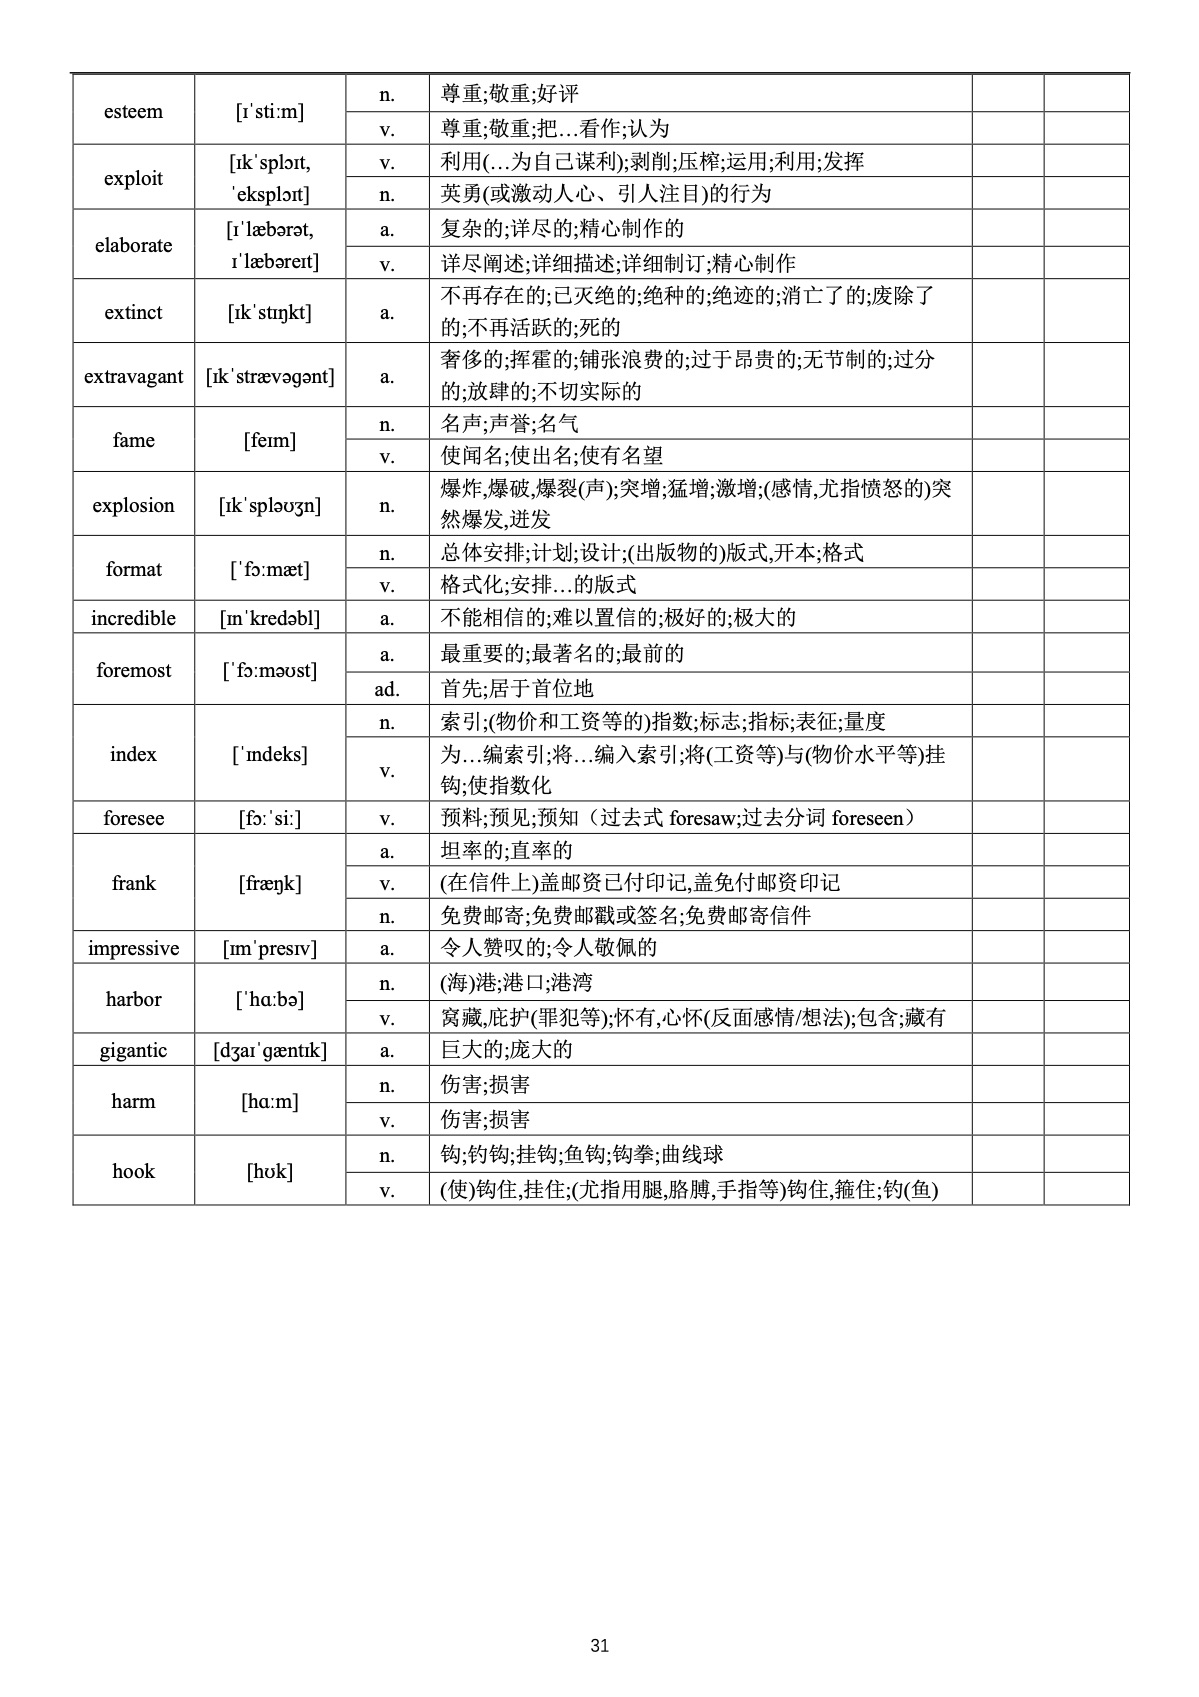 esteem [ɪˈstiːm] n. 尊重;敬重;好评
v. 尊重;敬重;把…看作;认为
exploit [ɪkˈsplɔɪt, v. 利用(…为自己谋利);剥削;压榨;运用;利用;发挥
ˈeksplɔɪt] n. 英勇(或激动人心、引人注目)的行为
elaborate [ɪˈlæbərət, a. 复杂的;详尽的;精心制作的
ɪˈlæbəreɪt] v. 详尽阐述;详细描述;详细制订;精心制作
extinct [ɪkˈstɪŋkt] a. 不再存在的;已灭绝的;绝种的;绝迹的;消亡了的;废除了
的;不再活跃的;死的
extravagant [ɪkˈstrævəɡənt] a. 奢侈的;挥霍的;铺张浪费的;过于昂贵的;无节制的;过分
的;放肆的;不切实际的
fame [feɪm] n. 名声;声誉;名气
v. 使闻名;使出名;使有名望
explosion [ɪkˈspləʊʒn] n. 爆炸,爆破,爆裂(声);突增;猛增;激增;(感情,尤指愤怒的)突
然爆发,迸发
format [ˈfɔːmæt] n. 总体安排;计划;设计;(出版物的)版式,开本;格式
v. 格式化;安排…的版式
incredible [ɪnˈkredəbl] a. 不能相信的;难以置信的;极好的;极大的
foremost [ˈfɔːməʊst] a. 最重要的;最著名的;最前的
ad. 首先;居于首位地
index [ˈɪndeks] n. 索引;(物价和工资等的)指数;标志;指标;表征;量度
v. 为…编索引;将…编入索引;将(工资等)与(物价水平等)挂
钩;使指数化
foresee [fɔːˈsiː] v. 预料;预见;预知（过去式 foresaw;过去分词 foreseen）
frank [fræŋk] a. 坦率的;直率的
v. (在信件上)盖邮资已付印记,盖免付邮资印记
n. 免费邮寄;免费邮戳或签名;免费邮寄信件
impressive [ɪmˈpresɪv] a. 令人赞叹的;令人敬佩的
harbor [ˈhɑːbə] n. (海)港;港口;港湾
v. 窝藏,庇护(罪犯等);怀有,心怀(反面感情/想法);包含;藏有
gigantic [dʒaɪˈɡæntɪk] a. 巨大的;庞大的
harm [hɑːm] n. 伤害;损害
v. 伤害;损害
hook [hʊk] n. 钩;钓钩;挂钩;鱼钩;钩拳;曲线球
v. (使)钩住,挂住;(尤指用腿,胳膊,手指等)钩住,箍住;钓(鱼)
31